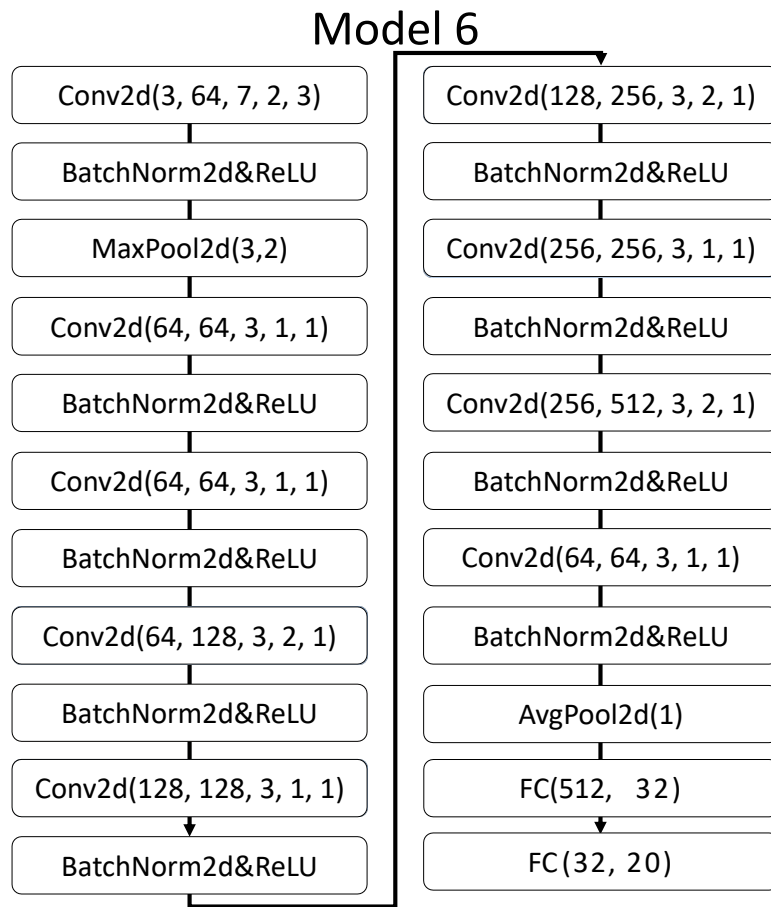 Model 6
Conv2d(3, 64, 7, 2, 3)
BatchNorm2d&ReLU
MaxPool2d(3,2)
Conv2d(64, 64, 3, 1, 1)
BatchNorm2d&ReLU
Conv2d(64, 64, 3, 1, 1)
BatchNorm2d&ReLU
Conv2d(64, 128, 3, 2, 1)
BatchNorm2d&ReLU
Conv2d(128, 128, 3, 1, 1)
BatchNorm2d&ReLU
Conv2d(128, 256, 3, 2, 1)
BatchNorm2d&ReLU
Conv2d(256, 256, 3, 1, 1)
BatchNorm2d&ReLU
Conv2d(256, 512, 3, 2, 1)
BatchNorm2d&ReLU
Conv2d(64, 64, 3, 1, 1)
BatchNorm2d&ReLU
AvgPool2d(1)
FC(512, 32)
FC(32, 20)